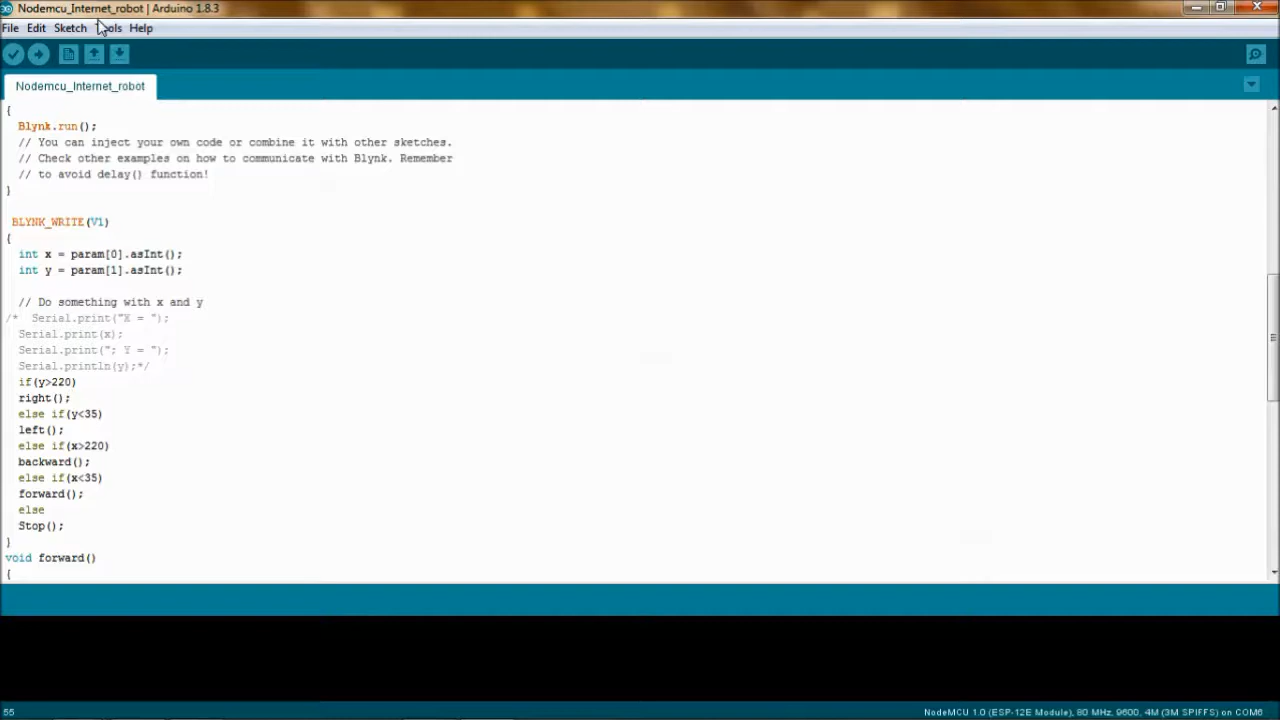 Nodemcu_Internet_robot | Arduino 1.8.3
File Edit Sketch Tools Help
Nodemcu_Internet_robot
{
Blynk.run();
// You can inject your own code or combine it with other sketches.
// Check other examples on how to communicate with Blynk. Remember
// to avoid delay() function!
}
BLYNK_WRITE(V1)
{
int x = param[0].asInt();
int y = param[1].asInt();
// Do something with x and y
/*  Serial.print("X = ");
Serial.print(x);
Serial.print("; Y = ");
Serial.println(y);*/
if(y>220)
right();
else if(y<35)
left();
else if(x>220)
backward();
else if(x<35)
forward();
else
Stop();
}
void forward()
{
55
NodeMCU 1.0 (ESP-12E Module), 80 MHz, 9600, 4M (3M SPIFFS) on COM6